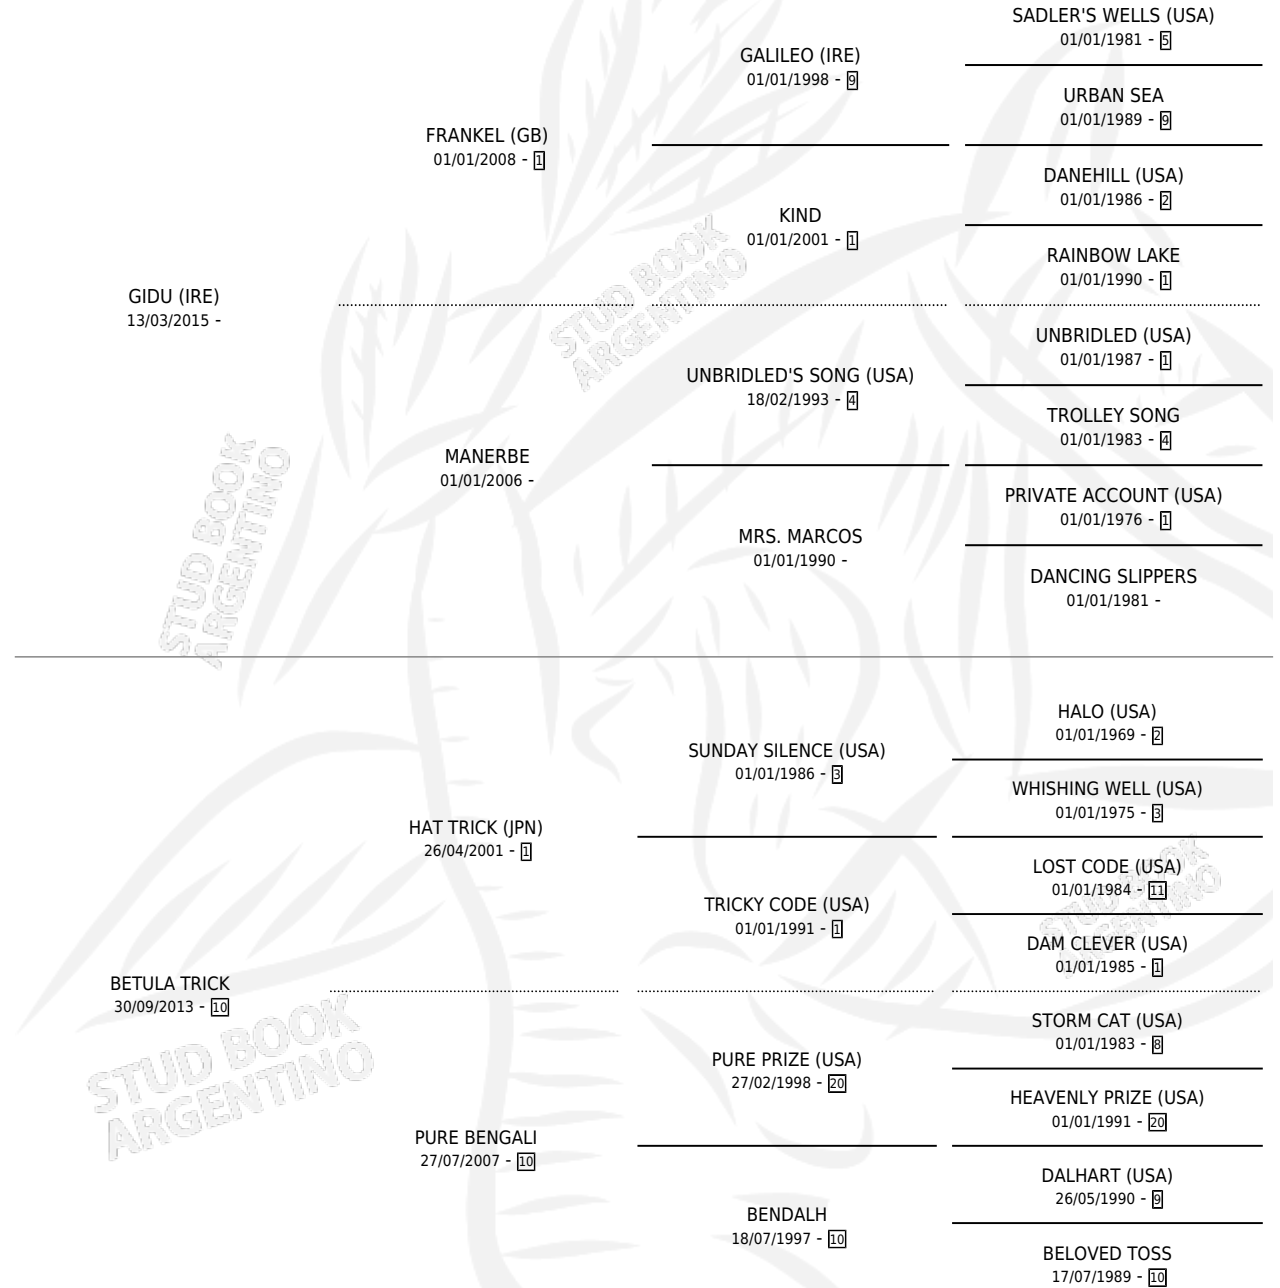 SADLER'S WELLS (USA)
01/01/1981 - 5
GALILEO (IRE)
01/01/1998 - 9
URBAN SEA
01/01/1989 - 9
FRANKEL (GB)
01/01/2008 - 1
DANEHILL (USA)
01/01/1986 - 2
KIND
01/01/2001 - 1
RAINBOW LAKE
01/01/1990 - 1
GIDU (IRE)
13/03/2015 -
UNBRIDLED (USA)
01/01/1987 - 1
UNBRIDLED'S SONG (USA)
18/02/1993 - 4
TROLLEY SONG
01/01/1983 - 4
MANERBE
01/01/2006 -
PRIVATE ACCOUNT (USA)
01/01/1976 - 1
MRS. MARCOS
01/01/1990 -
DANCING SLIPPERS
01/01/1981 -
HALO (USA)
01/01/1969 - 2
SUNDAY SILENCE (USA)
01/01/1986 - 3
WHISHING WELL (USA)
01/01/1975 - 3
HAT TRICK (JPN)
26/04/2001 - 1
LOST CODE (USA)
01/01/1984 - 11
TRICKY CODE (USA)
01/01/1991 - 1
DAM CLEVER (USA)
01/01/1985 - 1
BETULA TRICK
30/09/2013 - 10
STORM CAT (USA)
01/01/1983 - 8
PURE PRIZE (USA)
27/02/1998 - 20
HEAVENLY PRIZE (USA)
01/01/1991 - 20
PURE BENGALI
27/07/2007 - 10
DALHART (USA)
26/05/1990 - 9
BENDALH
18/07/1997 - 10
BELOVED TOSS
17/07/1989 - 10
STUD BOOK
ARGENTINO
STUD BOOK
ARGENTINO
STUD BOOK
ARGENTINO
STUD BOOK
ARGENTINO